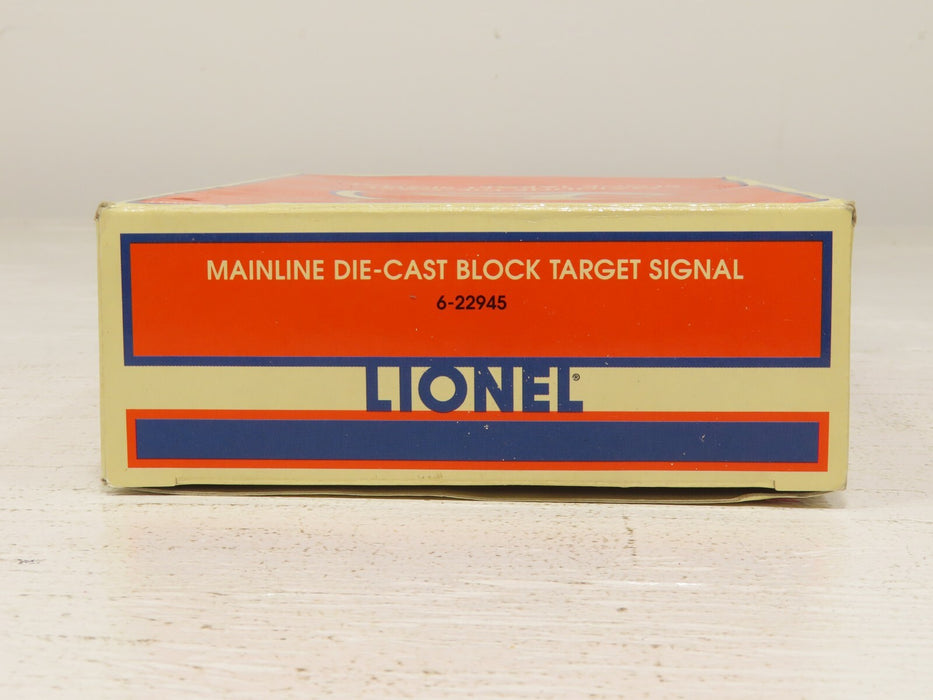 MAINLINE DIE-CAST BLOCK TARGET SIGNAL
6-22945
LIONEL®